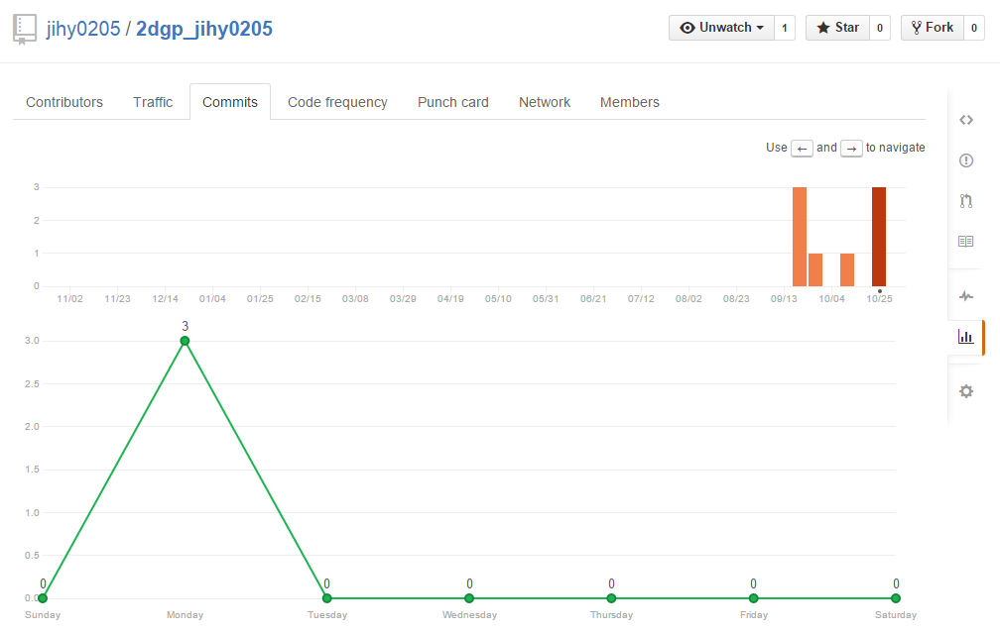 jihy0205 / 2dgp_jihy0205 Unwatch 1 Star 0 Fork 0
Contributors Traffic Commits Code frequency Punch card Network Members
Use ← and → to navigate
3
2
1
0
11/02 11/23 12/14 01/04 01/25 02/15 03/08 03/29 04/19 05/10 05/31 06/21 07/12 08/02 08/23 09/13 10/04 10/25
3
3.0
2.5
2.0
1.5
1.0
0.5
0 0 0 0 0 0
0.0
Sunday Monday Tuesday Wednesday Thursday Friday Saturday